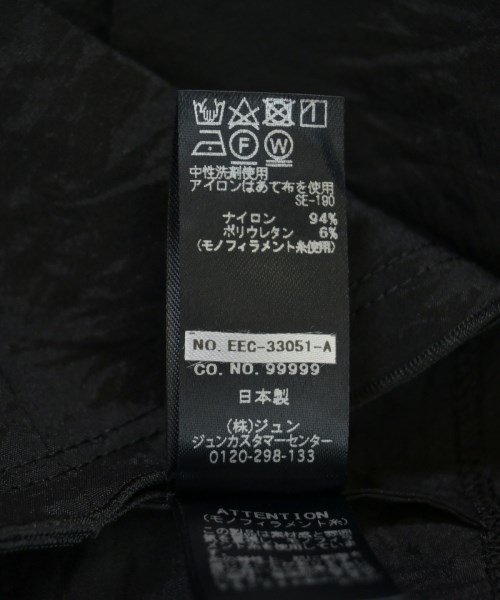 F W
中性洗剤使用
アイロンはあて布を使用
SE-190
ナイロン 94%
ポリウレタン 6%
(モノフィラメント糸使用)
NO. EEC-33051-A
CO. NO. 99999
日本製
(株)ジュン
ジュンカスタマーセンター
0120-298-133
ATTENTION
(モノフィラメント糸)